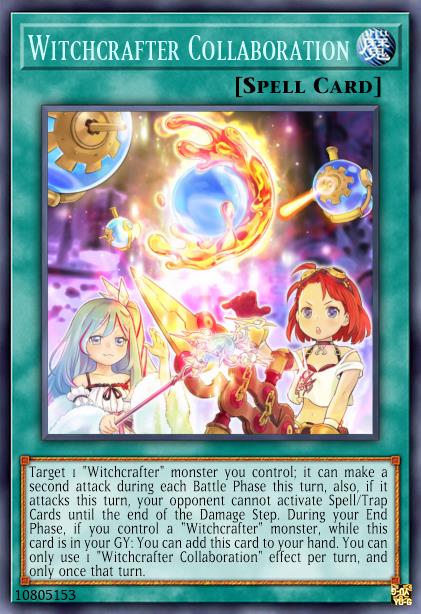 WITCHCRAFTER COLLABORATION 魔
[SPELL CARD]
Target 1 "Witchcrafter" monster you control; it can make a
second attack during each Battle Phase this turn, also, if it
attacks this turn, your opponent cannot activate Spell/Trap
Cards until the end of the Damage Step. During your End
Phase, if you control a "Witchcrafter" monster, while this
card is in your GY: You can add this card to your hand. You can
only use 1 "Witchcrafter Collaboration" effect per turn, and
only once that turn.
10805153